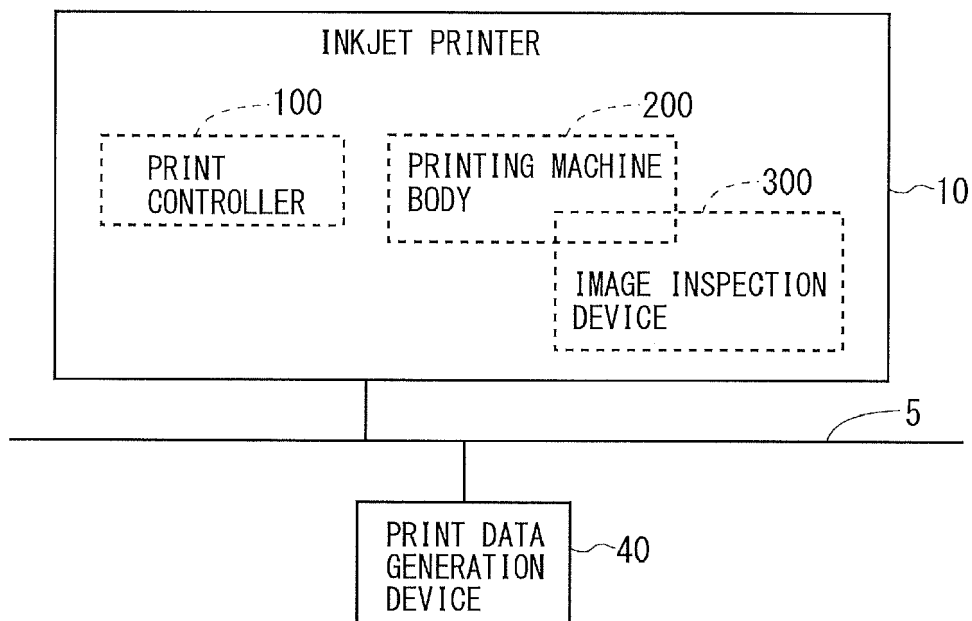 INKJET PRINTER
100
200
PRINT
CONTROLLER
PRINTING MACHINE
BODY
300
10
IMAGE INSPECTION
DEVICE
5
PRINT DATA
GENERATION
DEVICE
40